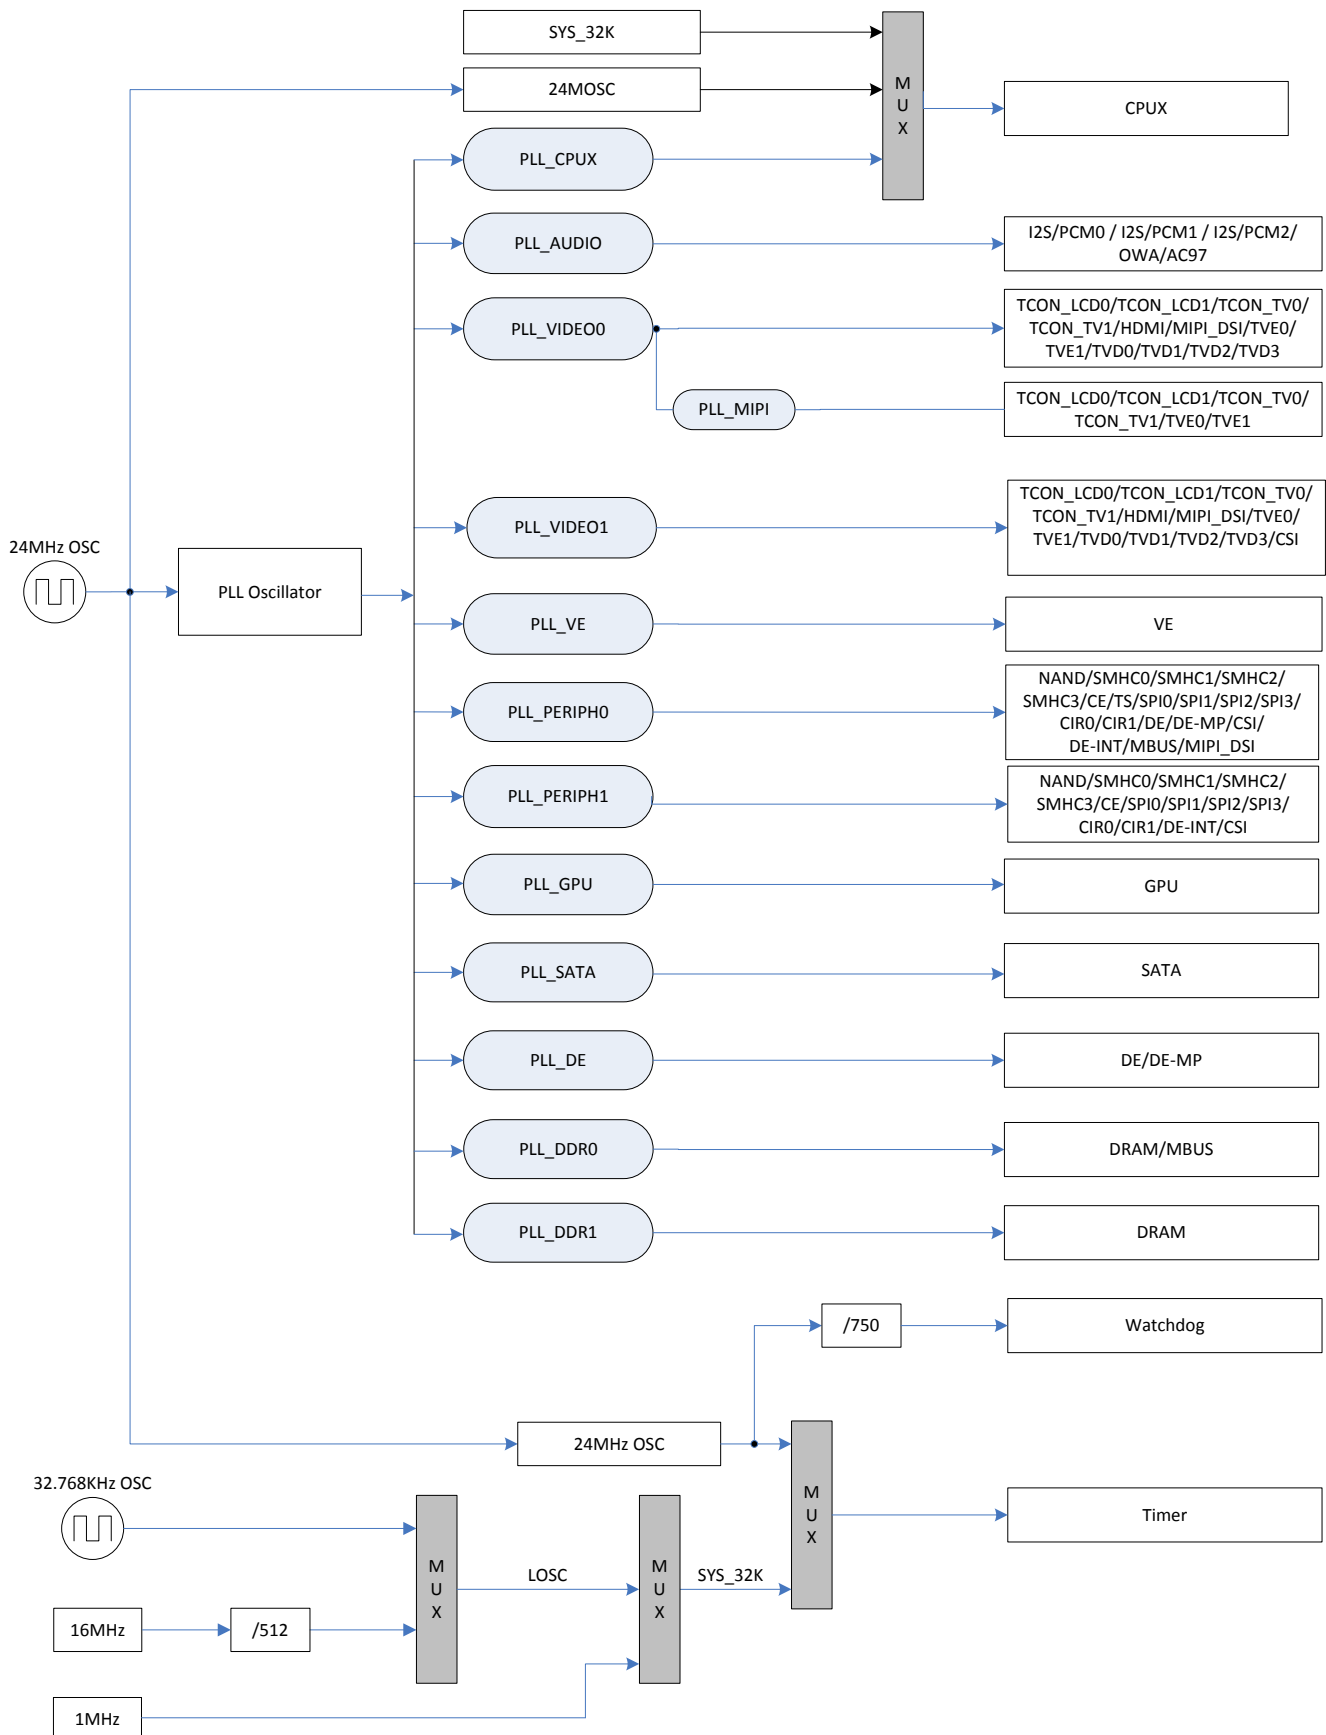 SYS_32K
24MOSC
M
U
X
CPUX
PLL_CPUX
PLL_AUDIO
I2S/PCM0 / I2S/PCM1 / I2S/PCM2/
OWA/AC97
PLL_VIDEO0
TCON_LCD0/TCON_LCD1/TCON_TV0/
TCON_TV1/HDMI/MIPI_DSI/TVE0/
TVE1/TVD0/TVD1/TVD2/TVD3
PLL_MIPI
TCON_LCD0/TCON_LCD1/TCON_TV0/
TCON_TV1/TVE0/TVE1
PLL_VIDEO1
TCON_LCD0/TCON_LCD1/TCON_TV0/
TCON_TV1/HDMI/MIPI_DSI/TVE0/
TVE1/TVD0/TVD1/TVD2/TVD3/CSI
24MHz OSC
PLL Oscillator
PLL_VE
VE
PLL_PERIPH0
NAND/SMHC0/SMHC1/SMHC2/
SMHC3/CE/TS/SPI0/SPI1/SPI2/SPI3/
CIR0/CIR1/DE/DE-MP/CSI/
DE-INT/MBUS/MIPI_DSI
PLL_PERIPH1
NAND/SMHC0/SMHC1/SMHC2/
SMHC3/CE/SPI0/SPI1/SPI2/SPI3/
CIR0/CIR1/DE-INT/CSI
PLL_GPU
GPU
PLL_SATA
SATA
PLL_DE
DE/DE-MP
PLL_DDR0
DRAM/MBUS
PLL_DDR1
DRAM
/750
Watchdog
24MHz OSC
M
U
X
Timer
32.768KHz OSC
M
U
X
LOSC
M
U
X
SYS_32K
16MHz
/512
1MHz